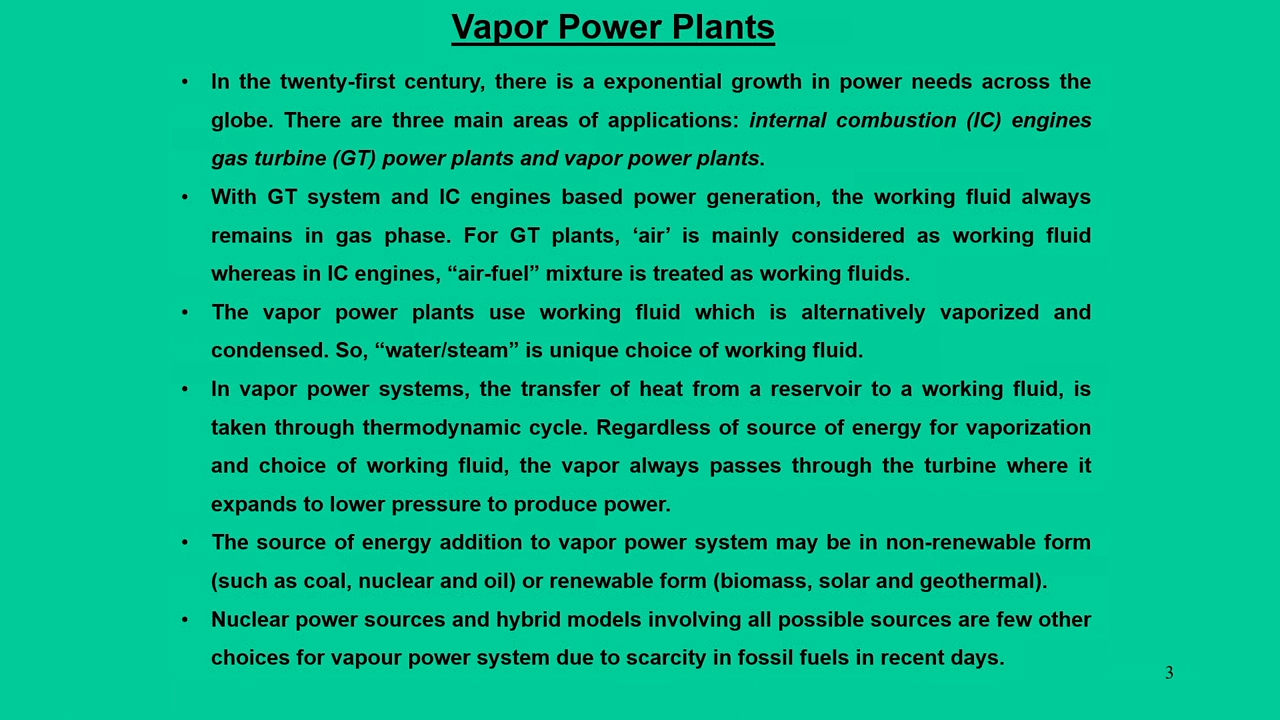 Vapor Power Plants
• In the twenty-first century, there is a exponential growth in power needs across the
globe. There are three main areas of applications: internal combustion (IC) engines
gas turbine (GT) power plants and vapor power plants.
• With GT system and IC engines based power generation, the working fluid always
remains in gas phase. For GT plants, ‘air’ is mainly considered as working fluid
whereas in IC engines, “air-fuel” mixture is treated as working fluids.
• The vapor power plants use working fluid which is alternatively vaporized and
condensed. So, “water/steam” is unique choice of working fluid.
• In vapor power systems, the transfer of heat from a reservoir to a working fluid, is
taken through thermodynamic cycle. Regardless of source of energy for vaporization
and choice of working fluid, the vapor always passes through the turbine where it
expands to lower pressure to produce power.
• The source of energy addition to vapor power system may be in non-renewable form
(such as coal, nuclear and oil) or renewable form (biomass, solar and geothermal).
• Nuclear power sources and hybrid models involving all possible sources are few other
choices for vapour power system due to scarcity in fossil fuels in recent days.
3